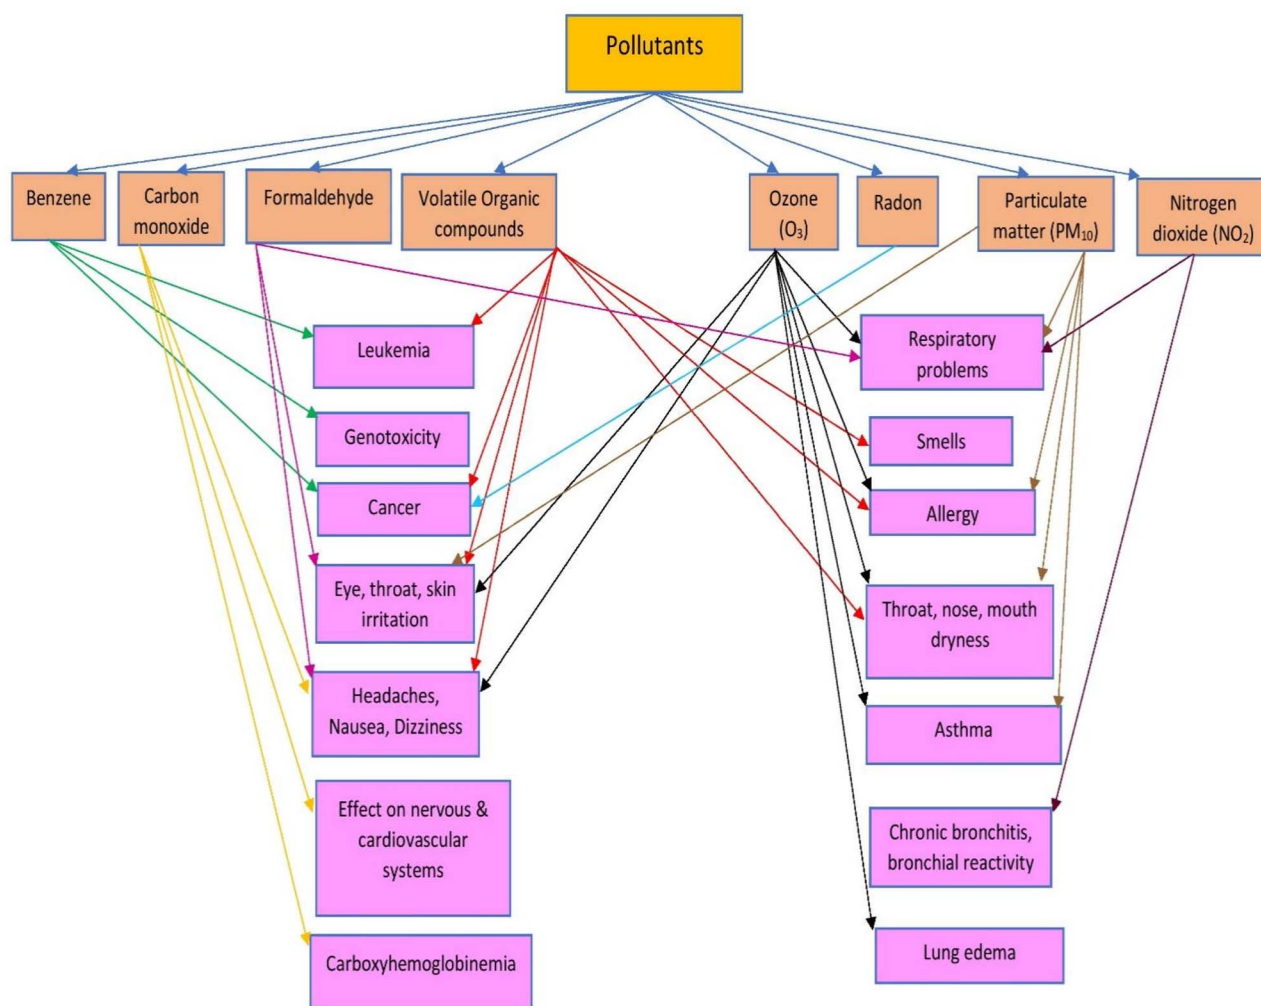 Pollutants
Benzene
Carbon
monoxide
Formaldehyde
Volatile Organic
compounds
Ozone
(O₃)
Radon
Particulate
matter (PM₁₀)
Nitrogen
dioxide (NO₂)
Leukemia
Genotoxicity
Cancer
Eye, throat, skin
irritation
Headaches,
Nausea, Dizziness
Effect on nervous &
cardiovascular
systems
Carboxyhemoglobinemia
Respiratory
problems
Smells
Allergy
Throat, nose, mouth
dryness
Asthma
Chronic bronchitis,
bronchial reactivity
Lung edema